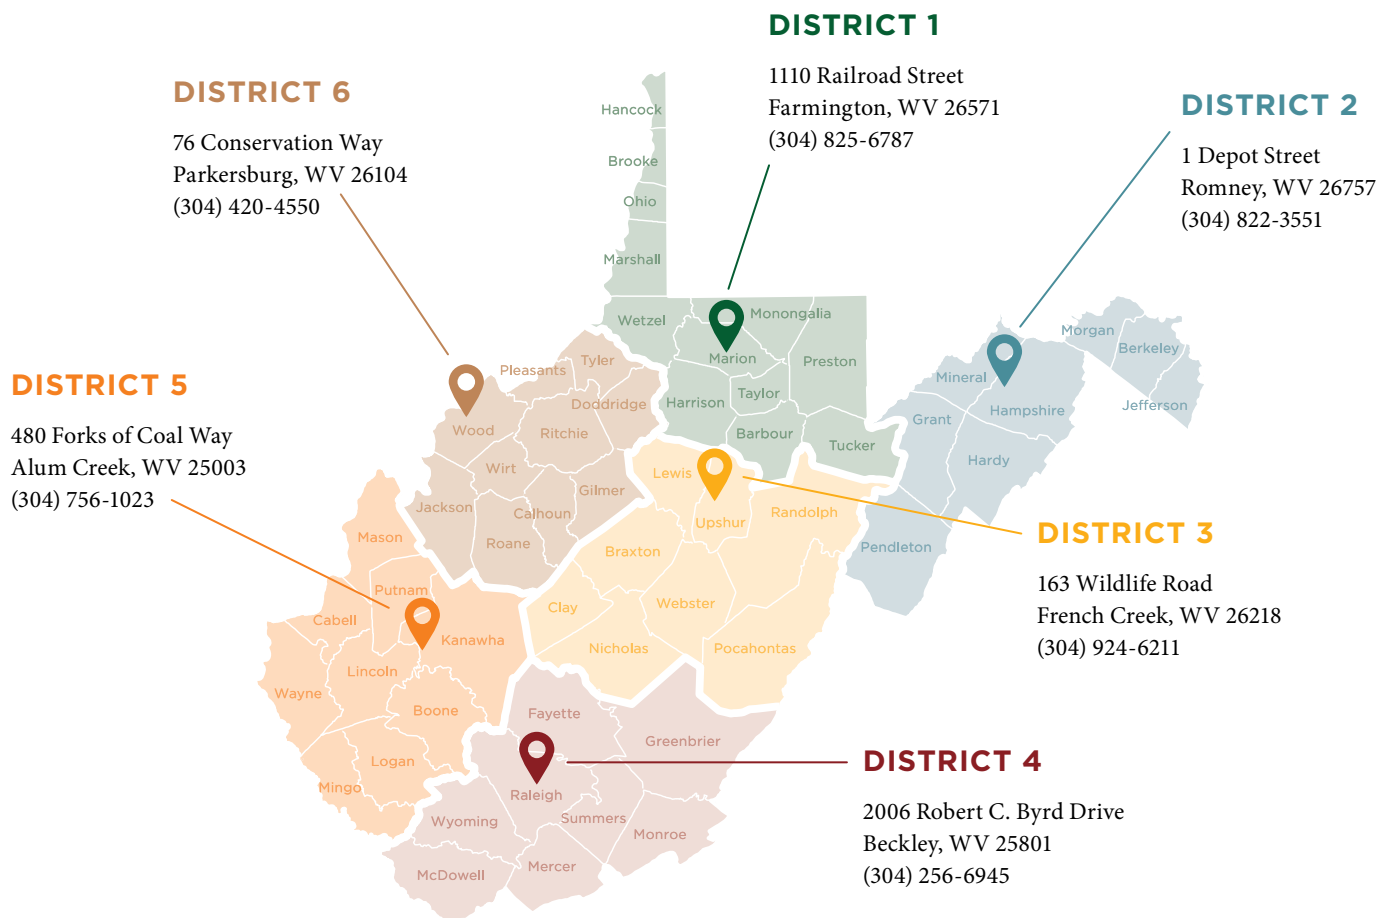 DISTRICT 1
1110 Railroad Street
Farmington, WV 26571
(304) 825-6787
DISTRICT 6
76 Conservation Way
Parkersburg, WV 26104
(304) 420-4550
DISTRICT 2
1 Depot Street
Romney, WV 26757
(304) 822-3551
DISTRICT 5
480 Forks of Coal Way
Alum Creek, WV 25003
(304) 756-1023
DISTRICT 3
163 Wildlife Road
French Creek, WV 26218
(304) 924-6211
DISTRICT 4
2006 Robert C. Byrd Drive
Beckley, WV 25801
(304) 256-6945
Hancock
Brooke
Ohio
Marshall
Wetzel
Monongalia
Marion
Preston
Harrison
Taylor
Barbour
Tucker
Morgan
Berkeley
Jefferson
Mineral
Hampshire
Grant
Hardy
Pendleton
Tyler
Pleasants
Doddridge
Wood
Ritchie
Wirt
Gilmer
Jackson
Calhoun
Roane
Lewis
Upshur
Randolph
Braxton
Webster
Clay
Nicholas
Pocahontas
Mason
Putnam
Cabell
Kanawha
Lincoln
Wayne
Boone
Logan
Mingo
Fayette
Greenbrier
Raleigh
Summers
Wyoming
Monroe
Mercer
McDowell